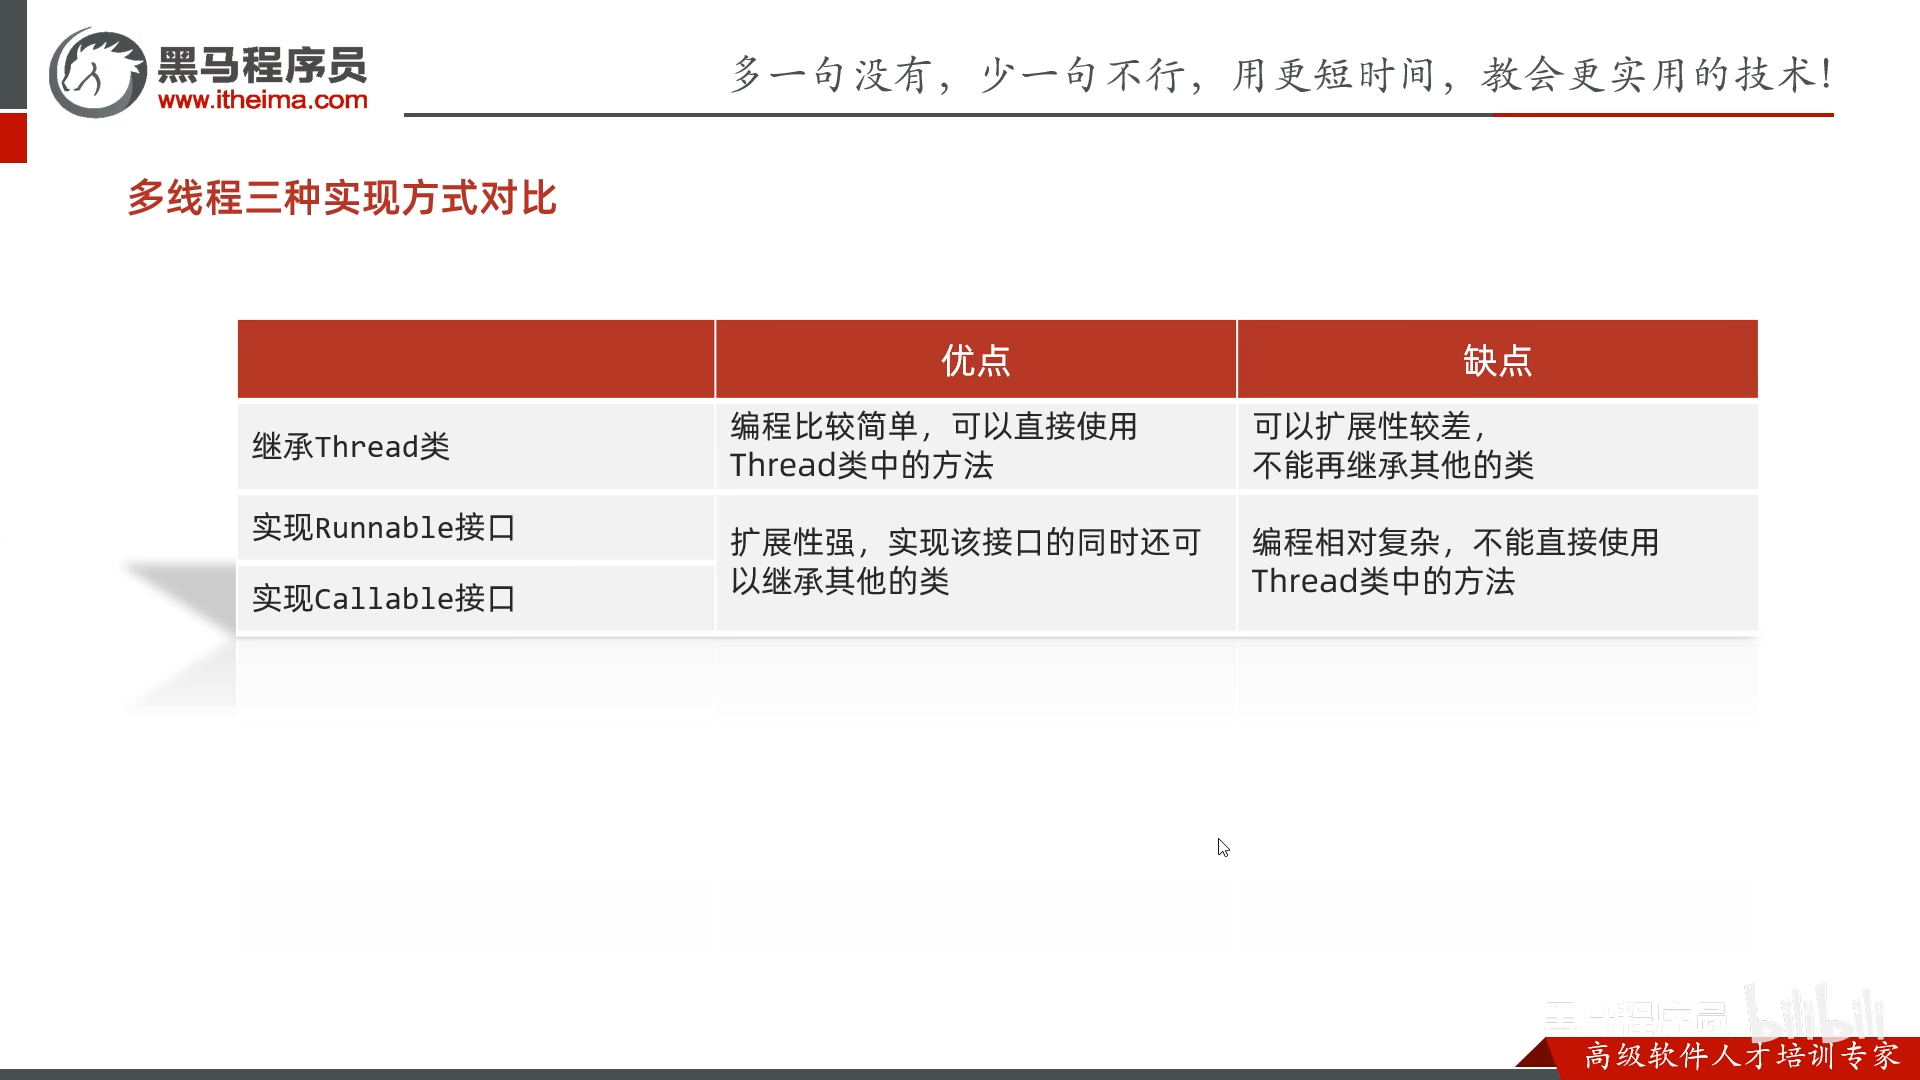 黑马程序员
www.itheima.com
多一句没有，少一句不行，用更短时间，教会更实用的技术！
多线程三种实现方式对比
优点
缺点
继承Thread类
编程比较简单，可以直接使用
Thread类中的方法
可以扩展性较差，
不能再继承其他的类
实现Runnable接口
实现Callable接口
扩展性强，实现该接口的同时还可
以继承其他的类
编程相对复杂，不能直接使用
Thread类中的方法
黑马程序员 bilibili
高级软件人才培训专家